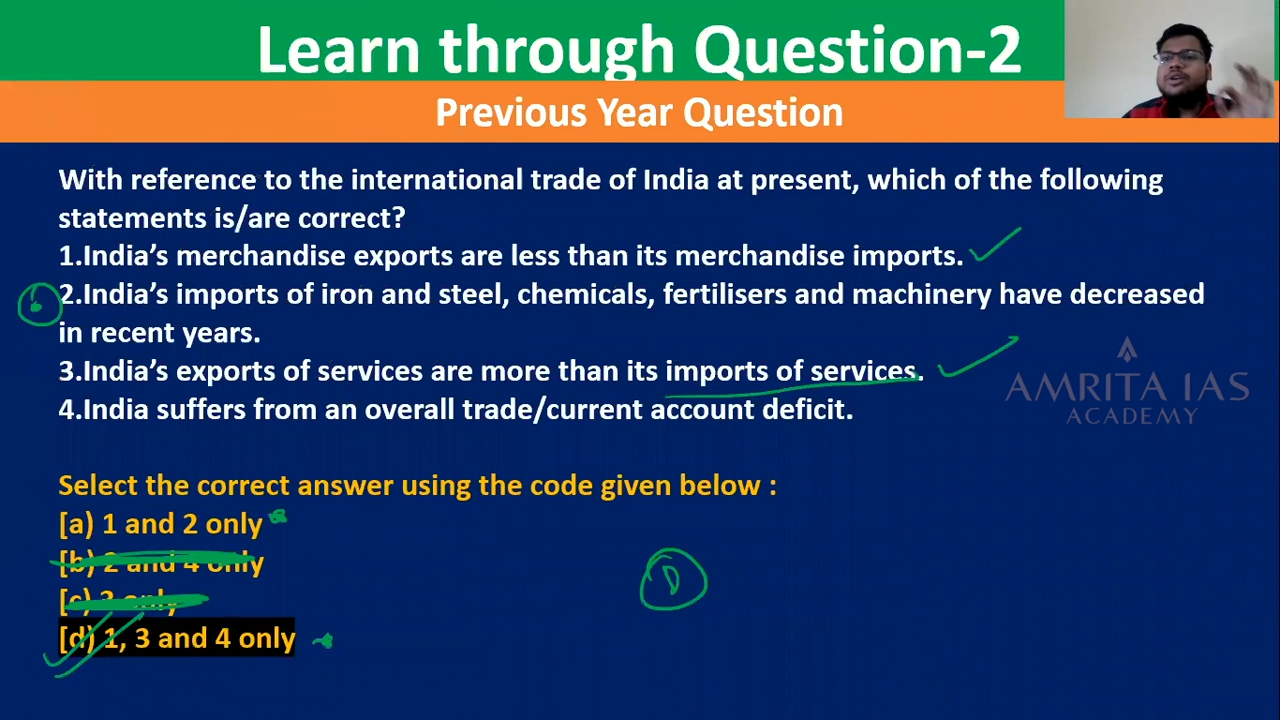 Learn through Question-2
Previous Year Question
With reference to the international trade of India at present, which of the following
statements is/are correct?
1.India’s merchandise exports are less than its merchandise imports.
2.India’s imports of iron and steel, chemicals, fertilisers and machinery have decreased
in recent years.
3.India’s exports of services are more than its imports of services.
4.India suffers from an overall trade/current account deficit.
AMRITA IAS
ACADEMY
Select the correct answer using the code given below :
[a) 1 and 2 only
[b) 2 and 4 only
[c) 3 only
[d) 1, 3 and 4 only
D